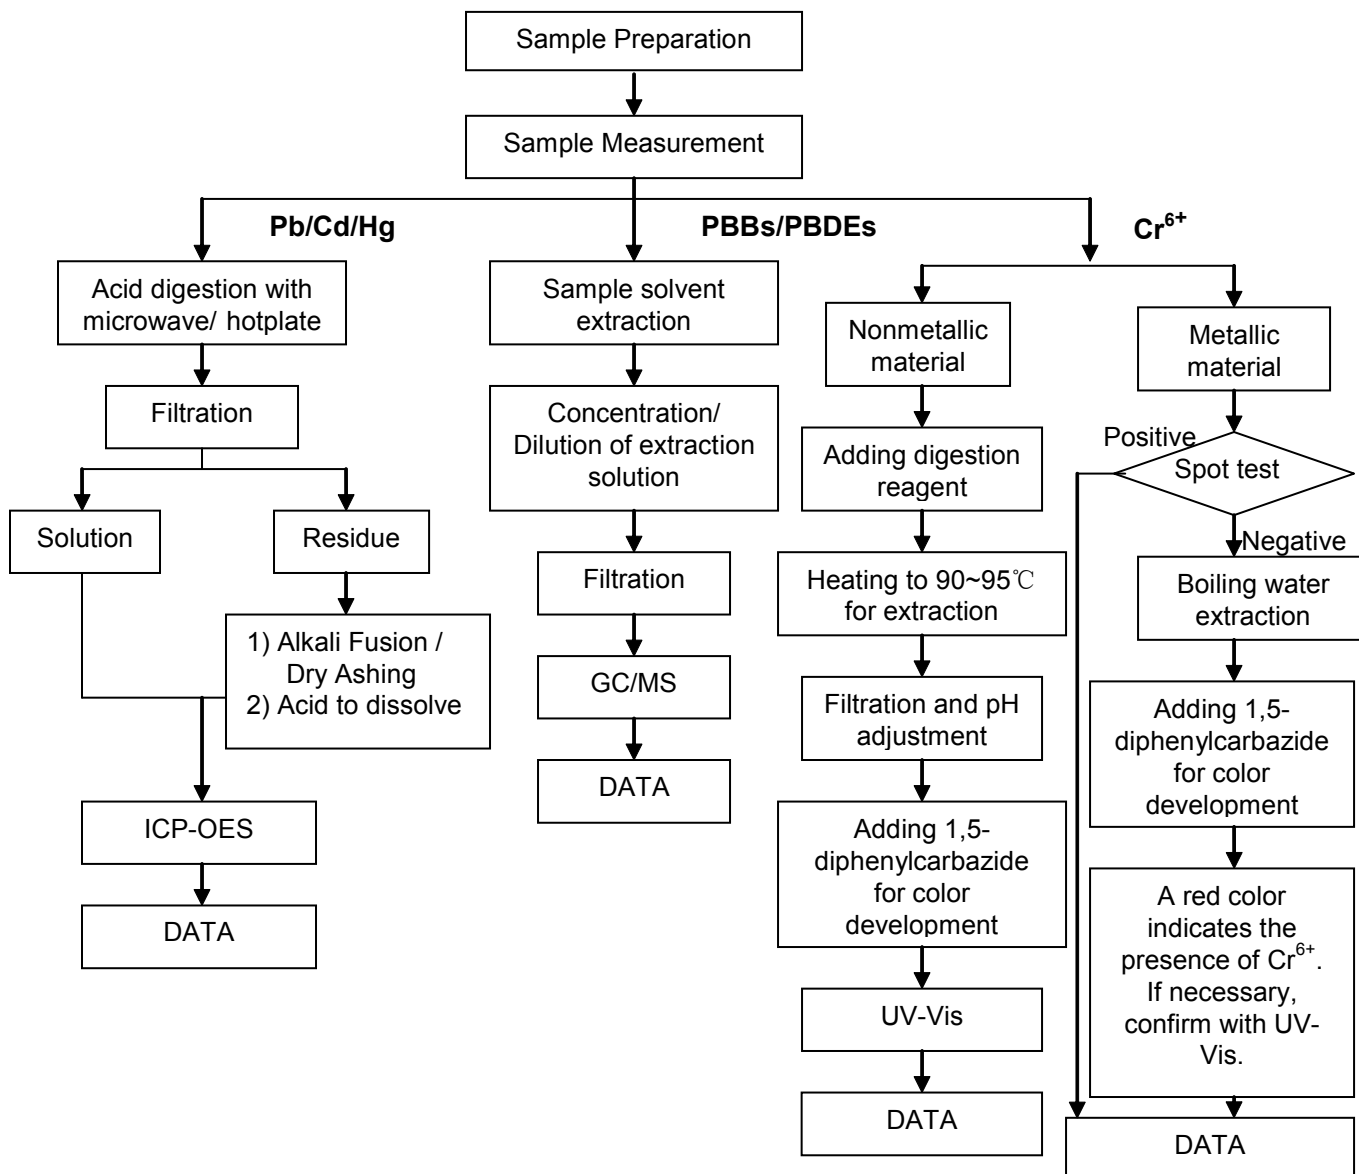 Sample Preparation
Sample Measurement
Pb/Cd/Hg
PBBs/PBDEs
Cr⁶⁺
Acid digestion with
microwave/ hotplate
Filtration
Solution
Residue
1) Alkali Fusion /
Dry Ashing
2) Acid to dissolve
ICP-OES
DATA
Sample solvent
extraction
Concentration/
Dilution of extraction
solution
Filtration
GC/MS
DATA
Nonmetallic
material
Adding digestion
reagent
Heating to 90~95℃
for extraction
Filtration and pH
adjustment
Adding 1,5-
diphenylcarbazide
for color
development
UV-Vis
DATA
Metallic
material
Positive
Spot test
Negative
Boiling water
extraction
Adding 1,5-
diphenylcarbazide
for color
development
A red color
indicates the
presence of Cr⁶⁺.
If necessary,
confirm with UV-
Vis.
DATA